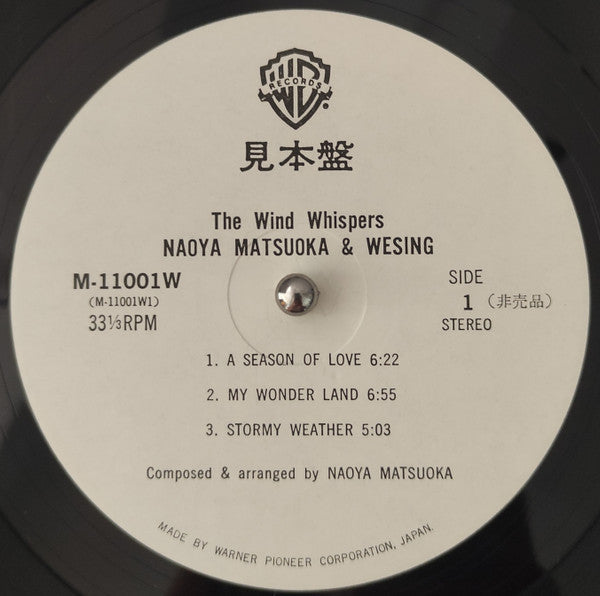 WB
RECORDS
見本盤
The Wind Whispers
NAOYA MATSUOKA & WESING
M-11001W
(M-11001W1)
33⅓RPM
SIDE
1 (非売品)
STEREO
1. A SEASON OF LOVE 6:22
2. MY WONDER LAND 6:55
3. STORMY WEATHER 5:03
Composed & arranged by NAOYA MATSUOKA
MADE BY WARNER PIONEER CORPORATION, JAPAN.